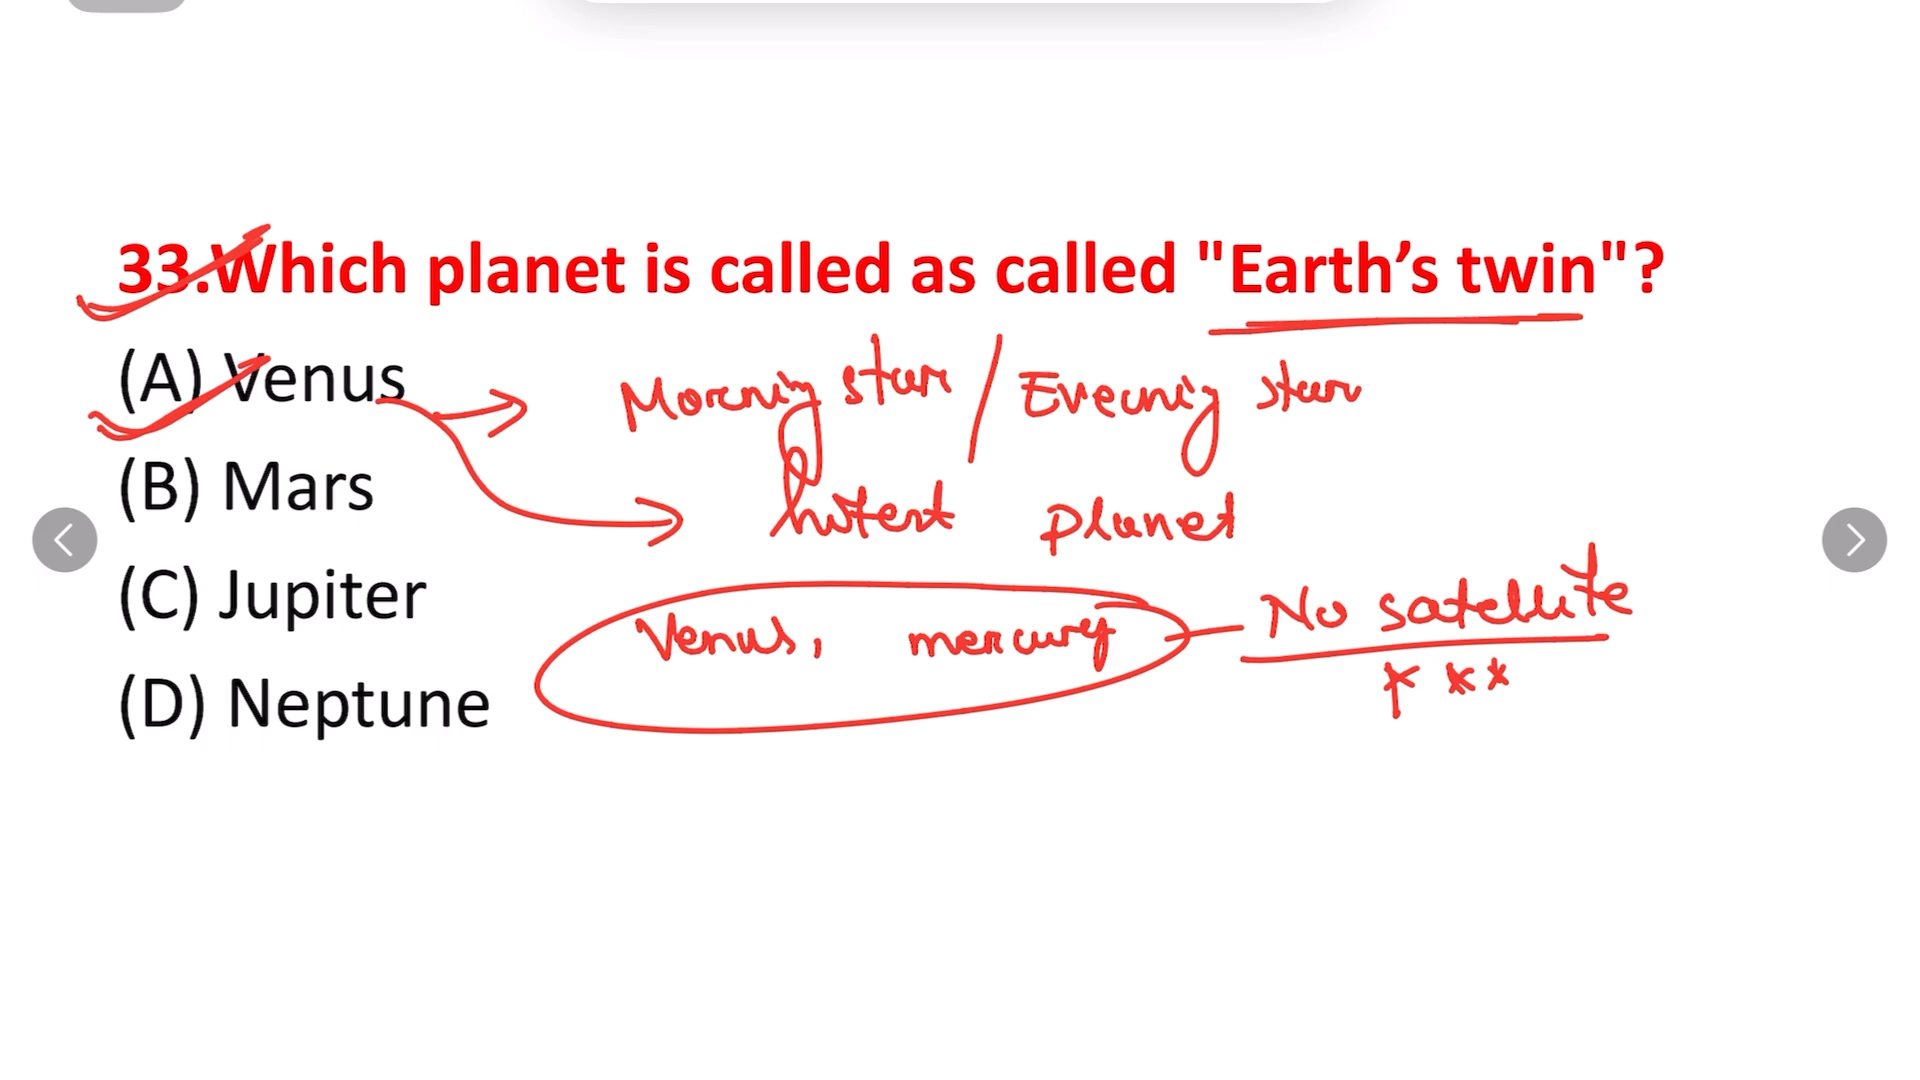 33.Which planet is called as called "Earth’s twin"?
(A) Venus
Morning star / Evening star
(B) Mars
hotest planet
(C) Jupiter
Venus, mercury - No satellite
***
(D) Neptune